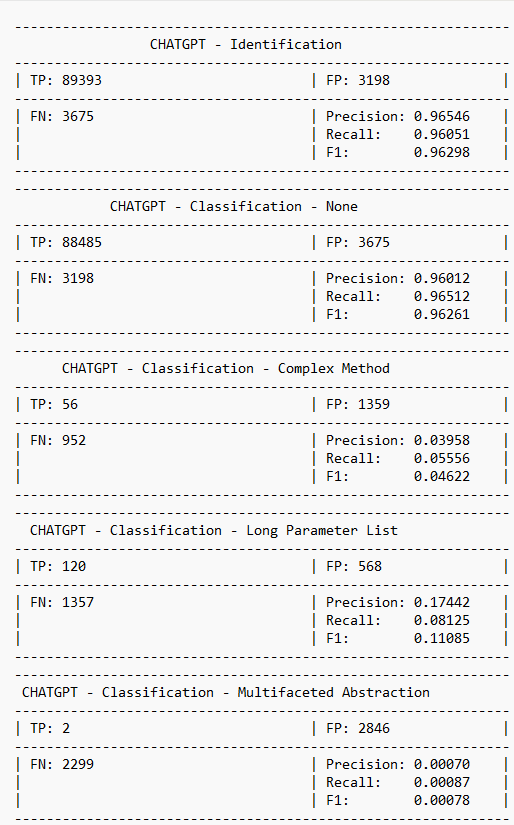 CHATGPT - Identification
| TP: 89393 | FP: 3198 |
| FN: 3675 | Precision: 0.96546 |
| | Recall: 0.96051 |
| | F1: 0.96298 |
CHATGPT - Classification - None
| TP: 88485 | FP: 3675 |
| FN: 3198 | Precision: 0.96012 |
| | Recall: 0.96512 |
| | F1: 0.96261 |
CHATGPT - Classification - Complex Method
| TP: 56 | FP: 1359 |
| FN: 952 | Precision: 0.03958 |
| | Recall: 0.05556 |
| | F1: 0.04622 |
CHATGPT - Classification - Long Parameter List
| TP: 120 | FP: 568 |
| FN: 1357 | Precision: 0.17442 |
| | Recall: 0.08125 |
| | F1: 0.11085 |
CHATGPT - Classification - Multifaceted Abstraction
| TP: 2 | FP: 2846 |
| FN: 2299 | Precision: 0.00070 |
| | Recall: 0.00087 |
| | F1: 0.00078 |